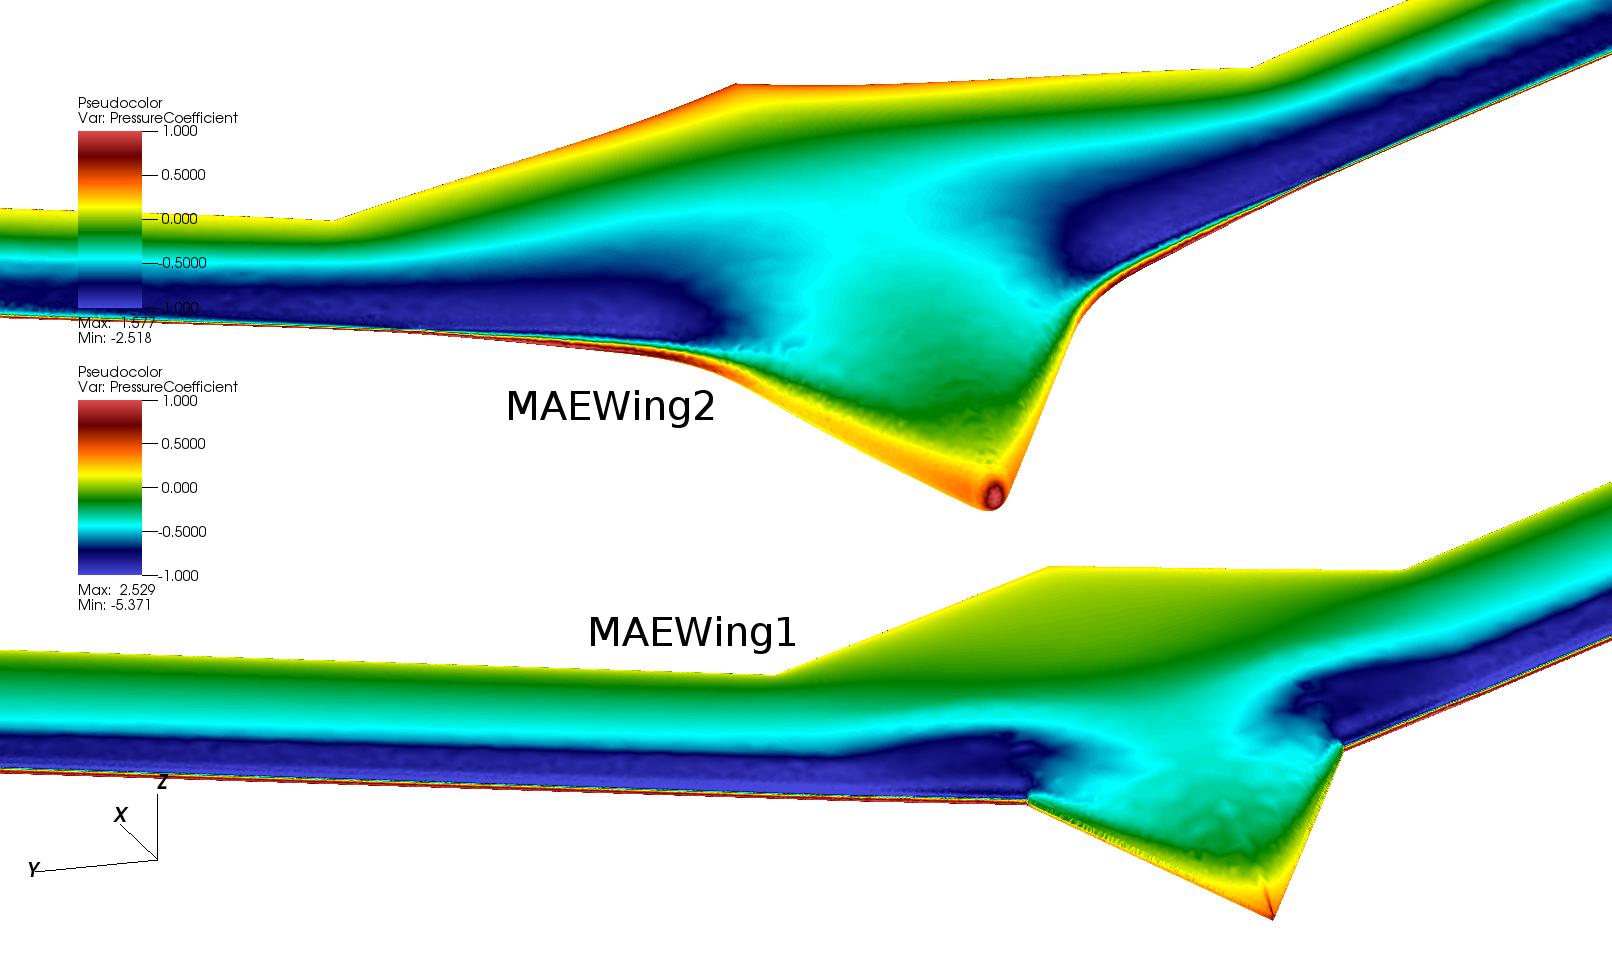 Pseudocolor
Var: PressureCoefficient
1.000
0.5000
0.000
-0.5000
-1.000
Max: 1.577
Min: -2.518
Pseudocolor
Var: PressureCoefficient
1.000
0.5000
0.000
-0.5000
-1.000
Max: 2.529
Min: -5.371
MAEWing2
MAEWing1
Z
X
Y